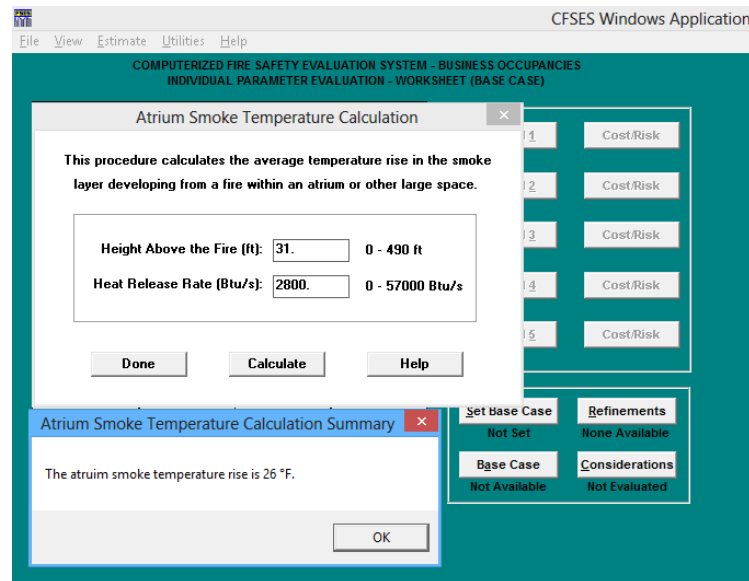 CFSES Windows Application
File View Estimate Utilities Help
COMPUTERIZED FIRE SAFETY EVALUATION SYSTEM - BUSINESS OCCUPANCIES
INDIVIDUAL PARAMETER EVALUATION - WORKSHEET (BASE CASE)
Atrium Smoke Temperature Calculation
This procedure calculates the average temperature rise in the smoke
layer developing from a fire within an atrium or other large space.
Height Above the Fire (ft): 31. 0 - 490 ft
Heat Release Rate (Btu/s): 2800. 0 - 57000 Btu/s
Done Calculate Help
1 Cost/Risk
2 Cost/Risk
3 Cost/Risk
4 Cost/Risk
5 Cost/Risk
Set Base Case Refinements
Not Set None Available
Base Case Considerations
Not Available Not Evaluated
Atrium Smoke Temperature Calculation Summary
The atruim smoke temperature rise is 26 °F.
OK